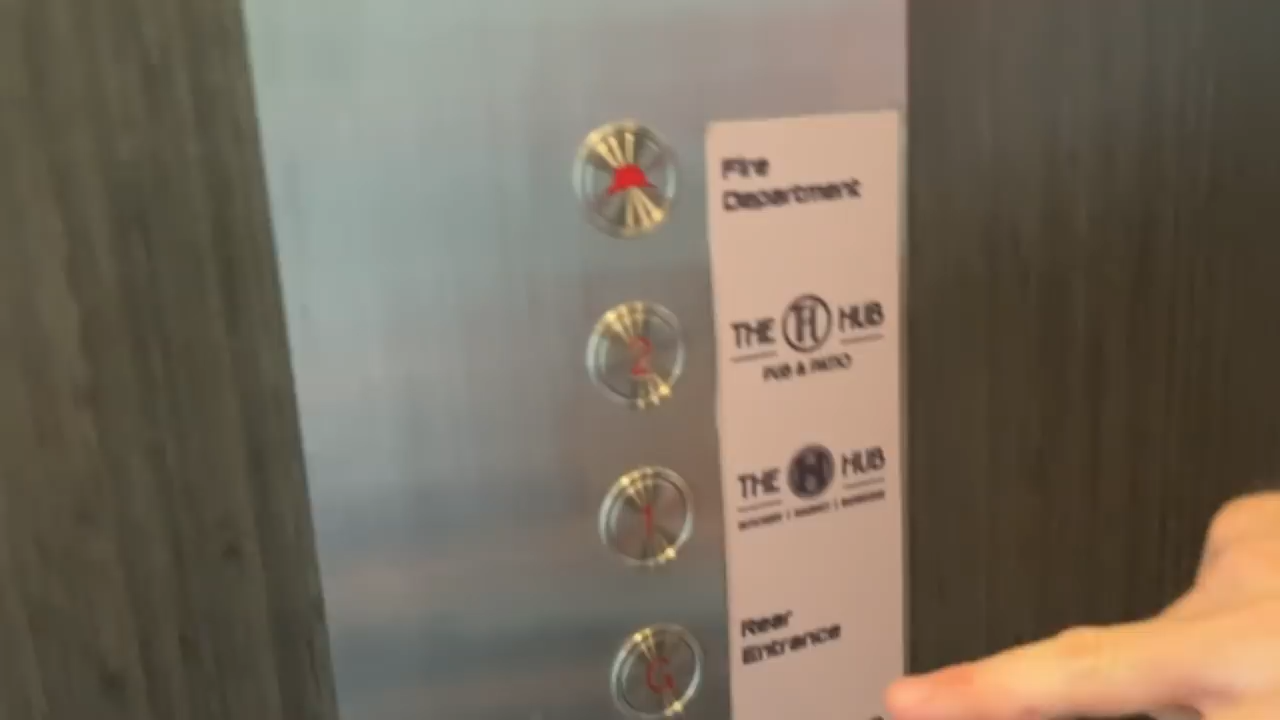 Fire
Department
2
THE H HUB
PUB & PATIO
1
THE H HUB
G
Rear
Entrance